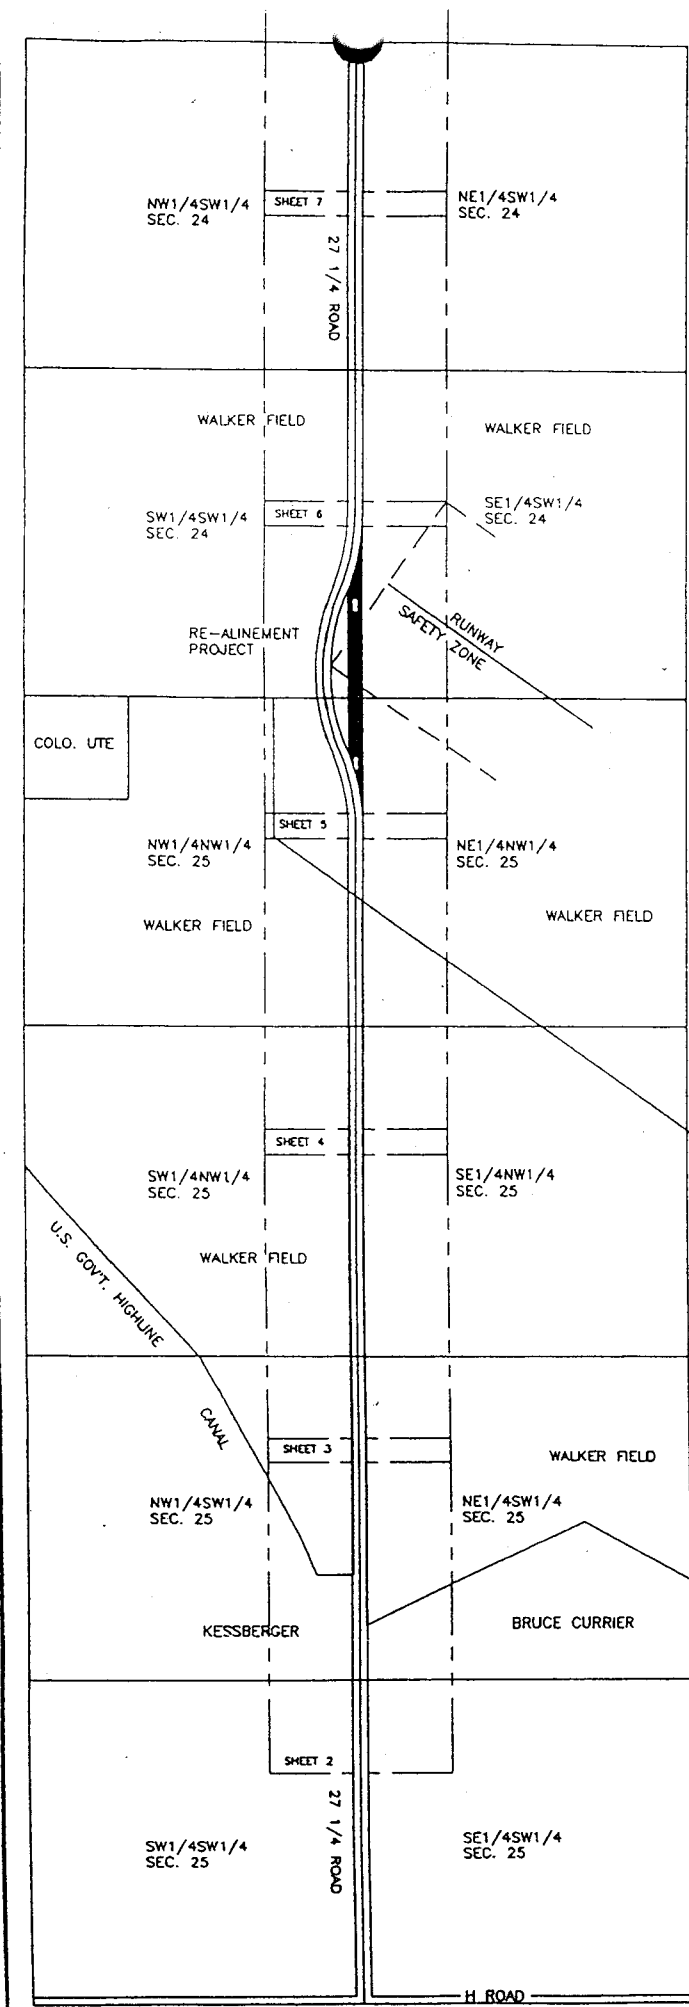 NW1/4SW1/4
SEC. 24
SHEET 7
NE1/4SW1/4
SEC. 24
27 1/4 ROAD
WALKER FIELD
WALKER FIELD
SW1/4SW1/4
SEC. 24
SHEET 6
SE1/4SW1/4
SEC. 24
RE-ALINEMENT
PROJECT
RUNWAY
SAFETY ZONE
COLO. UTE
SHEET 5
NW1/4NW1/4
SEC. 25
NE1/4NW1/4
SEC. 25
WALKER FIELD
WALKER FIELD
SHEET 4
SW1/4NW1/4
SEC. 25
SE1/4NW1/4
SEC. 25
U.S. GOV'T. HIGHLINE
WALKER FIELD
CANAL
SHEET 3
WALKER FIELD
NW1/4SW1/4
SEC. 25
NE1/4SW1/4
SEC. 25
KESSBERGER
BRUCE CURRIER
SHEET 2
27 1/4 ROAD
SW1/4SW1/4
SEC. 25
SE1/4SW1/4
SEC. 25
H ROAD